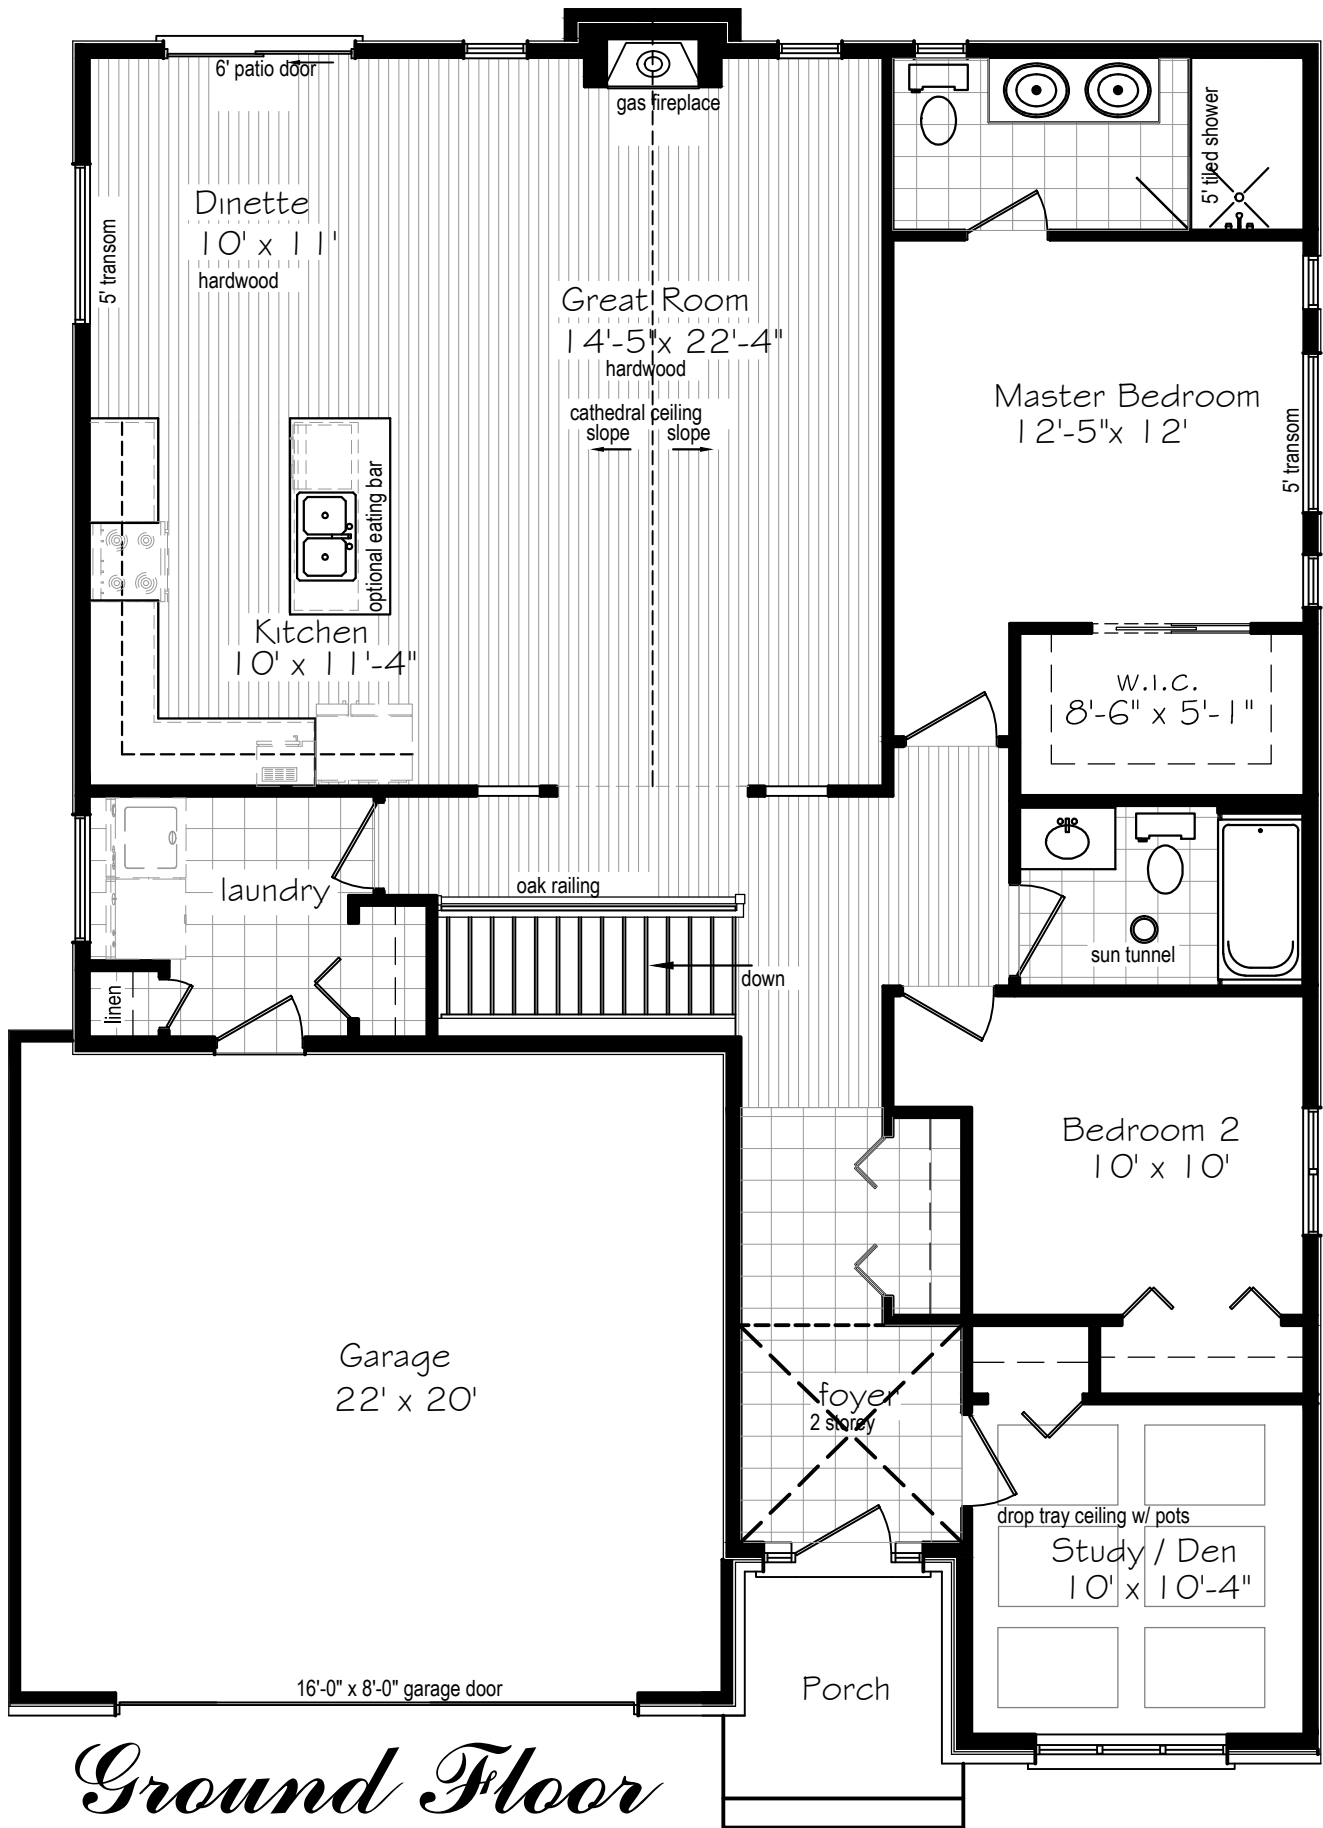 6' patio door
gas fireplace
5' tiled shower
Dinette
10' x 11'
hardwood
5' transom
Great Room
14'-5"x 22'-4"
hardwood
cathedral ceiling
slope slope
Master Bedroom
12'-5"x 12'
5' transom
optional eating bar
Kitchen
10' x 11'-4"
w.i.c.
8'-6" x 5'-1"
laundry
oak railing
sun tunnel
down
linen
Bedroom 2
10' x 10'
Garage
22' x 20'
foyer
2 storey
drop tray ceiling w/ pots
Study / Den
10' x 10'-4"
16'-0" x 8'-0" garage door
Porch
Ground Floor